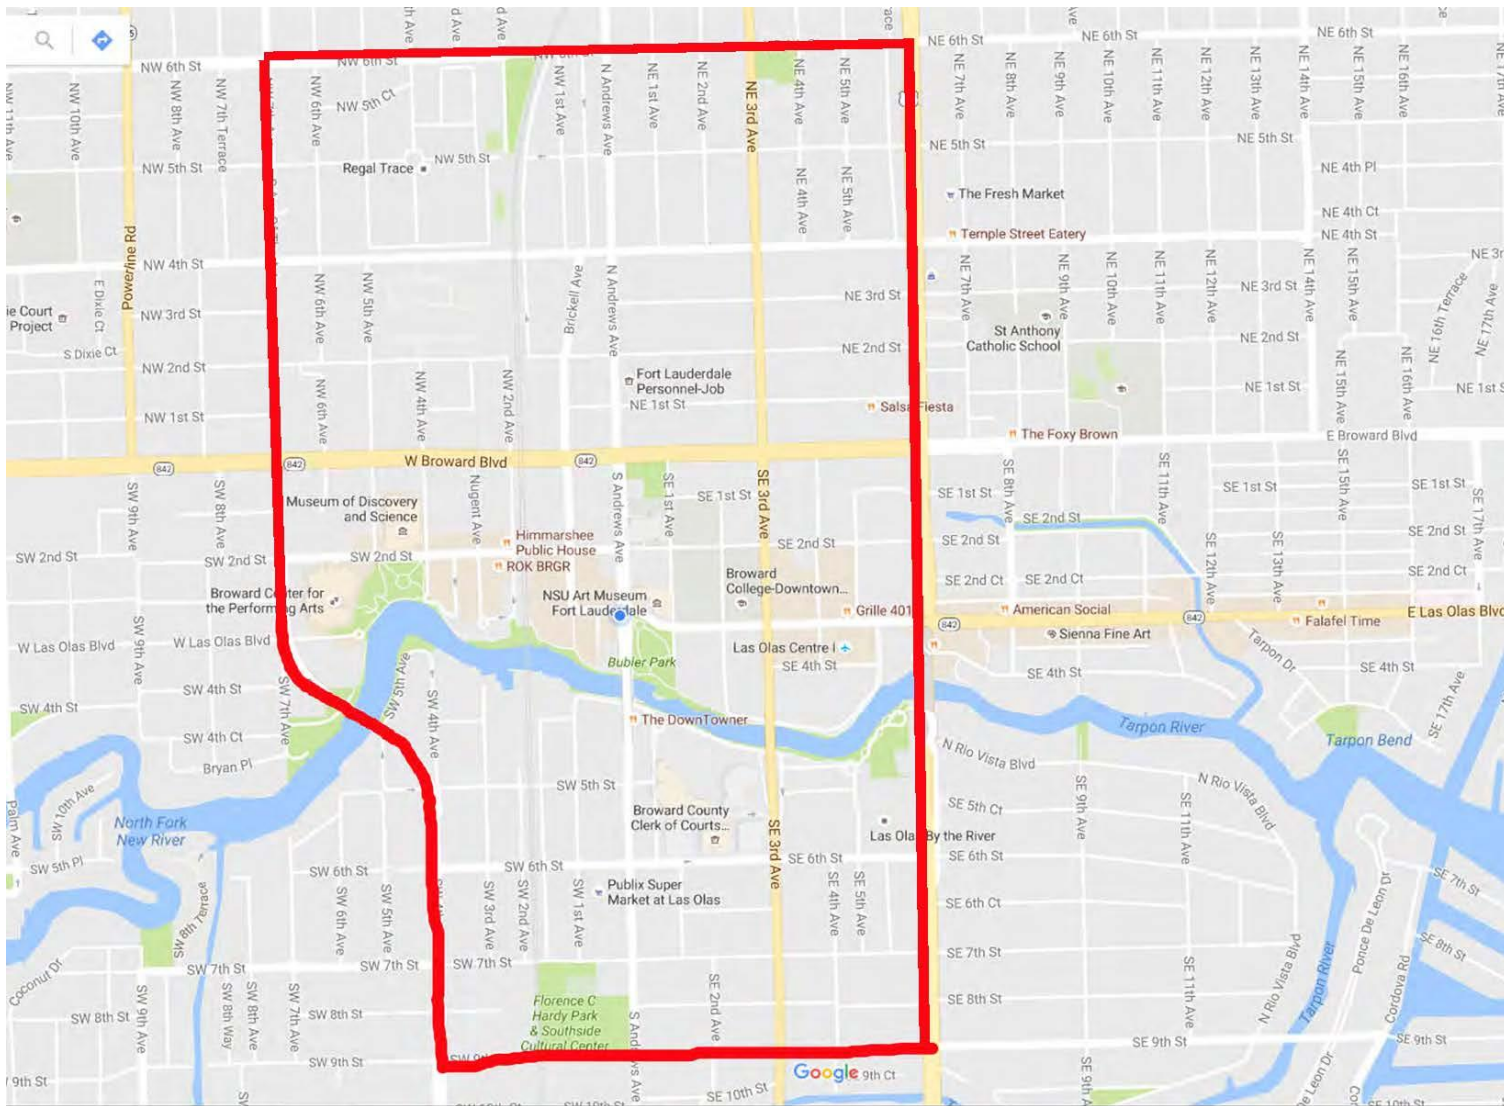 NE 6th St
NE 6th St
NE 6th St
NW 6th St
NW 6th St
NW 11th Ave
NW 10th Ave
NW 8th Ave
NW 7th Terrace
NW 6th Ave
NW 5th Ct
NW 1st Ave
N Andrews Ave
NE 1st Ave
NE 2nd Ave
NE 3rd Ave
NE 4th Ave
NE 5th Ave
NE 7th Ave
NE 8th Ave
NE 9th Ave
NE 10th Ave
NE 11th Ave
NE 12th Ave
NE 13th Ave
NE 14th Ave
NE 15th Ave
NE 16th Ave
NW 5th St
Regal Trace
NW 5th St
NE 5th St
NE 5th St
NE 4th Pl
NE 4th Ave
NE 5th Ave
The Fresh Market
NE 4th Ct
Temple Street Eatery
NE 4th St
Powerline Rd
NW 4th St
E Dixie Ct
NW 6th Ave
NW 5th Ave
Brickell Ave
N Andrews Ave
NE 7th Ave
NE 9th Ave
NE 10th Ave
NE 11th Ave
NE 12th Ave
NE 14th Ave
NE 15th Ave
NE 16th Terrace
NE 17th Ave
NE 3rd St
NE 3rd St
ie Court
Project
NW 3rd St
St Anthony
Catholic School
S Dixie Ct
NW 2nd St
NE 2nd St
NE 2nd St
NW 6th Ave
NW 4th Ave
NW 2nd Ave
Fort Lauderdale
Personnel-Job
NE 1st St
NE 1st St
NE 1st S
NE 15th Ave
NE 16th Ave
NW 1st St
Salsa Fiesta
The Foxy Brown
E Broward Blvd
842
842
W Broward Blvd
842
SW 9th Ave
SW 8th Ave
Museum of Discovery
and Science
Nugent Ave
S Andrews Ave
SE 1st Ave
SE 1st St
SE 3rd Ave
SE 1st St
SE 8th Ave
SE 11th Ave
SE 1st St
SE 15th Ave
SE 1st St
SE 17th Ave
SE 2nd St
Himmarshee
Public House
ROK BRGR
SW 2nd St
SW 2nd St
SW 2nd St
SE 2nd St
SE 2nd St
SE 12th Ave
SE 13th Ave
SE 2nd St
SE 2nd Ct
SE 2nd Ct
SE 2nd Ct
Broward Center for
the Performing Arts
NSU Art Museum
Fort Lauderdale
Broward
College-Downtown...
Grille 401
American Social
842
842
E Las Olas Blvd
Falafel Time
Sienna Fine Art
W Las Olas Blvd
W Las Olas Blvd
SW 9th Ave
Bubier Park
Las Olas Centre I
SE 4th St
SE 4th St
Tarpon Dr
SE 4th St
SW 4th St
SW 4th St
SW 7th Ave
SW 5th Ave
SW 4th Ave
The DownTowner
Tarpon River
Tarpon Bend
SE 17th Ave
SW 4th Ct
Bryan Pl
N Rio Vista Blvd
N Rio Vista Blvd
SW 5th St
SE 9th Ave
SE 11th Ave
SE 5th Ct
Palm Ave
SW 10th Ave
North Fork
New River
Broward County
Clerk of Courts...
SE 3rd Ave
Las Olas By the River
SW 5th Pl
SW 6th St
SW 6th St
SE 6th St
SE 6th St
SW 8th Terrace
SW 6th Ave
SW 5th Ave
SW 3rd Ave
SW 2nd Ave
SW 1st Ave
Publix Super
Market at Las Olas
SE 4th Ave
SE 5th Ave
SE 6th Ct
SE 7th St
Ponce De Leon Dr
SE 8th St
Coconut Dr
SW 7th St
SW 7th St
SW 7th St
SE 7th St
N Rio Vista Blvd
Tarpon River
Cordova Rd
SW 9th Ave
SW 8th Way
SW 8th Ave
SW 7th Ave
SW 8th St
SW 8th St
Florence C
Hardy Park
& Southside
Cultural Center
S Andrews Ave
SE 2nd Ave
SE 8th St
SE 11th Ave
SE 9th St
SE 9th St
SW 9th St
9th St
Google
9th Ct
SE 10th St
SE 9th A
De Leon Dr